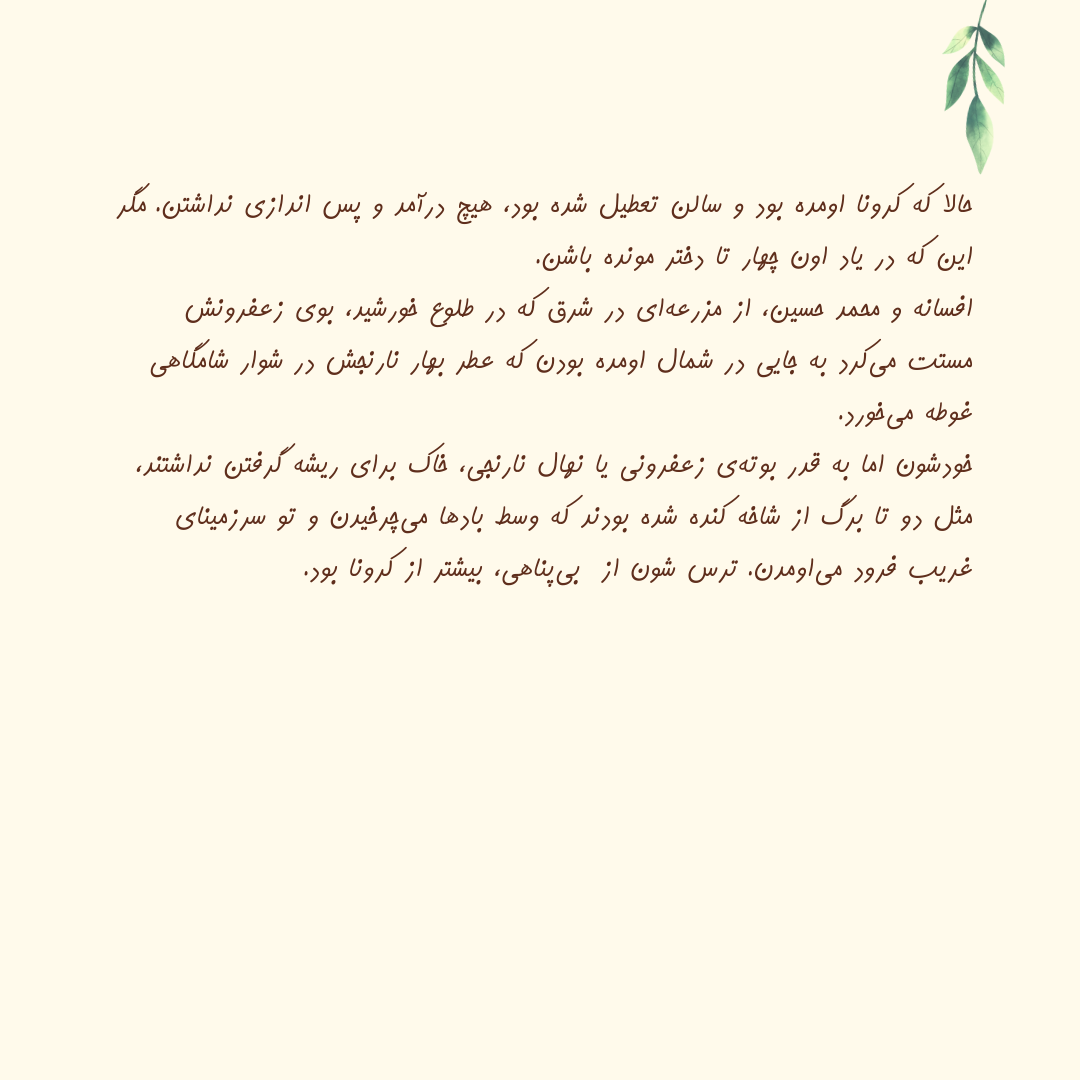 حالا که کرونا اومده بود و سالن تعطیل شده بود، هیچ درآمد و پس اندازی نداشتن. مگر
این که در یاد اون چهار تا دختر مونده باشن.
افسانه و محمد حسین، از مزرعه‌ای در شرق که در طلوع خورشید، بوی زعفرونش
مستت می‌کرد به جایی در شمال اومده بودن که عطر بهار نارنجش در شوار شامگاهی
غوطه می‌خورد.
خودشون اما به قدر بوته‌ی زعفرونی یا نهال نارنجی، خاک برای ریشه گرفتن نداشتند،
مثل دو تا برگ از شاخه کنده شده بودند که وسط بادها می‌چرخیدن و تو سرزمینای
غریب فرود می‌اومدن. ترس شون از بی‌پناهی، بیشتر از کرونا بود.